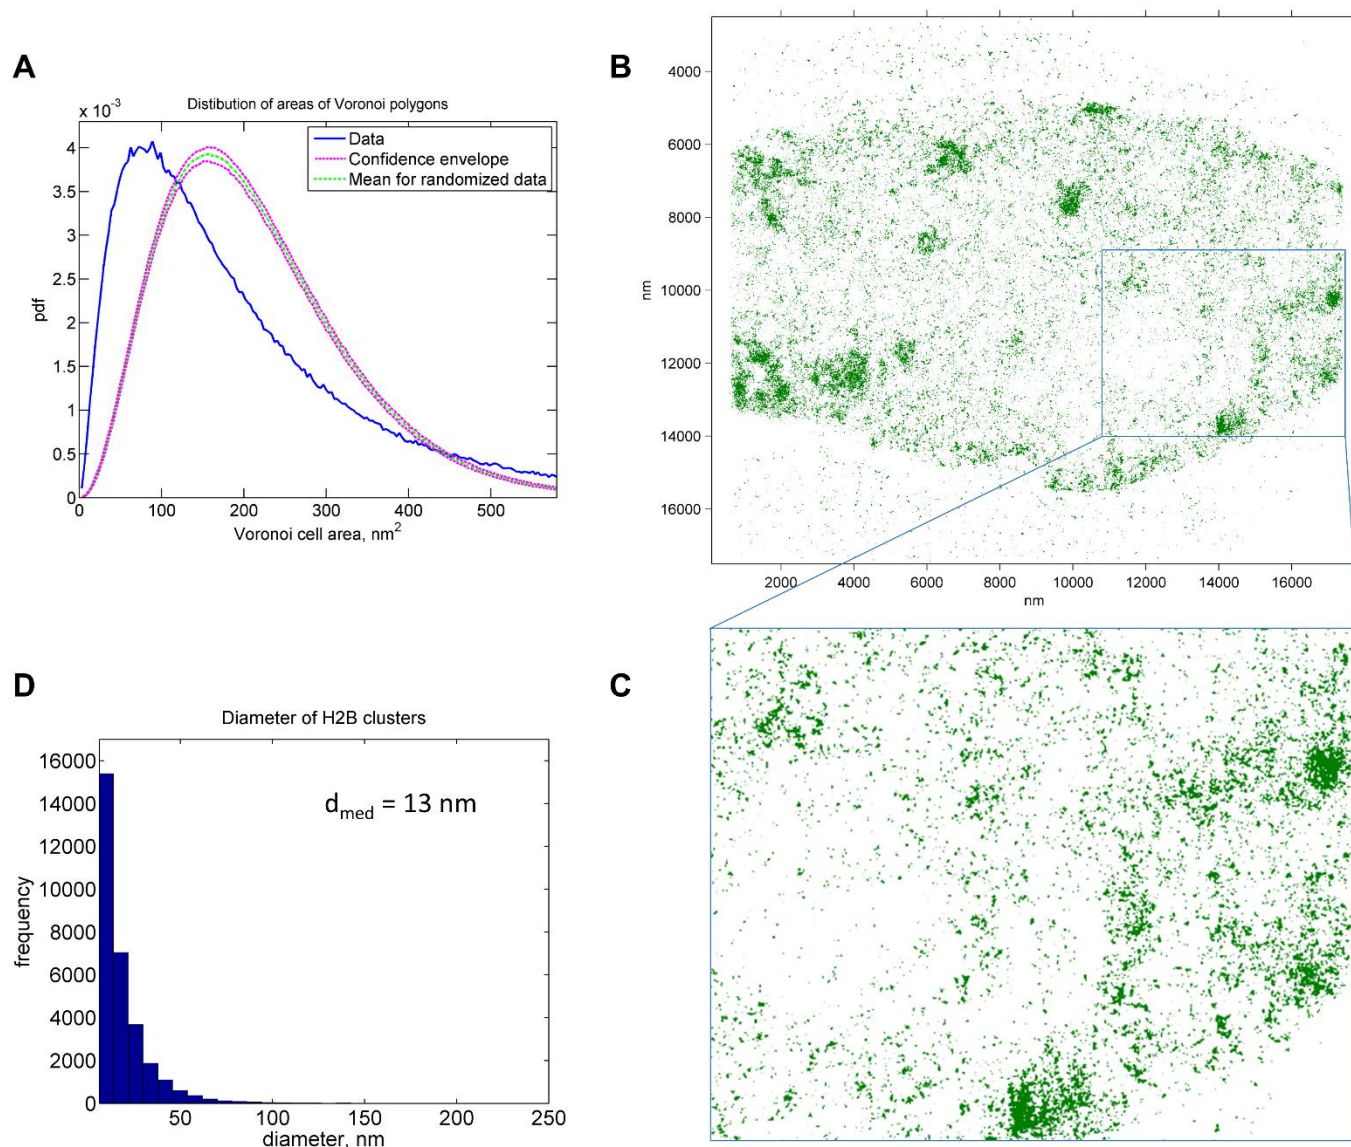 A
Distibution of areas of Voronoi polygons
x 10⁻³
4
3.5
3
2.5
2
1.5
1
0.5
0
pdf
Data
Confidence envelope
Mean for randomized data
0 100 200 300 400 500
Voronoi cell area, nm²
B
4000
6000
8000
10000
12000
14000
16000
nm
2000 4000 6000 8000 10000 12000 14000 16000
nm
D
Diameter of H2B clusters
16000
14000
12000
10000
8000
6000
4000
2000
0
frequency
d_med = 13 nm
50 100 150 200 250
diameter, nm
C